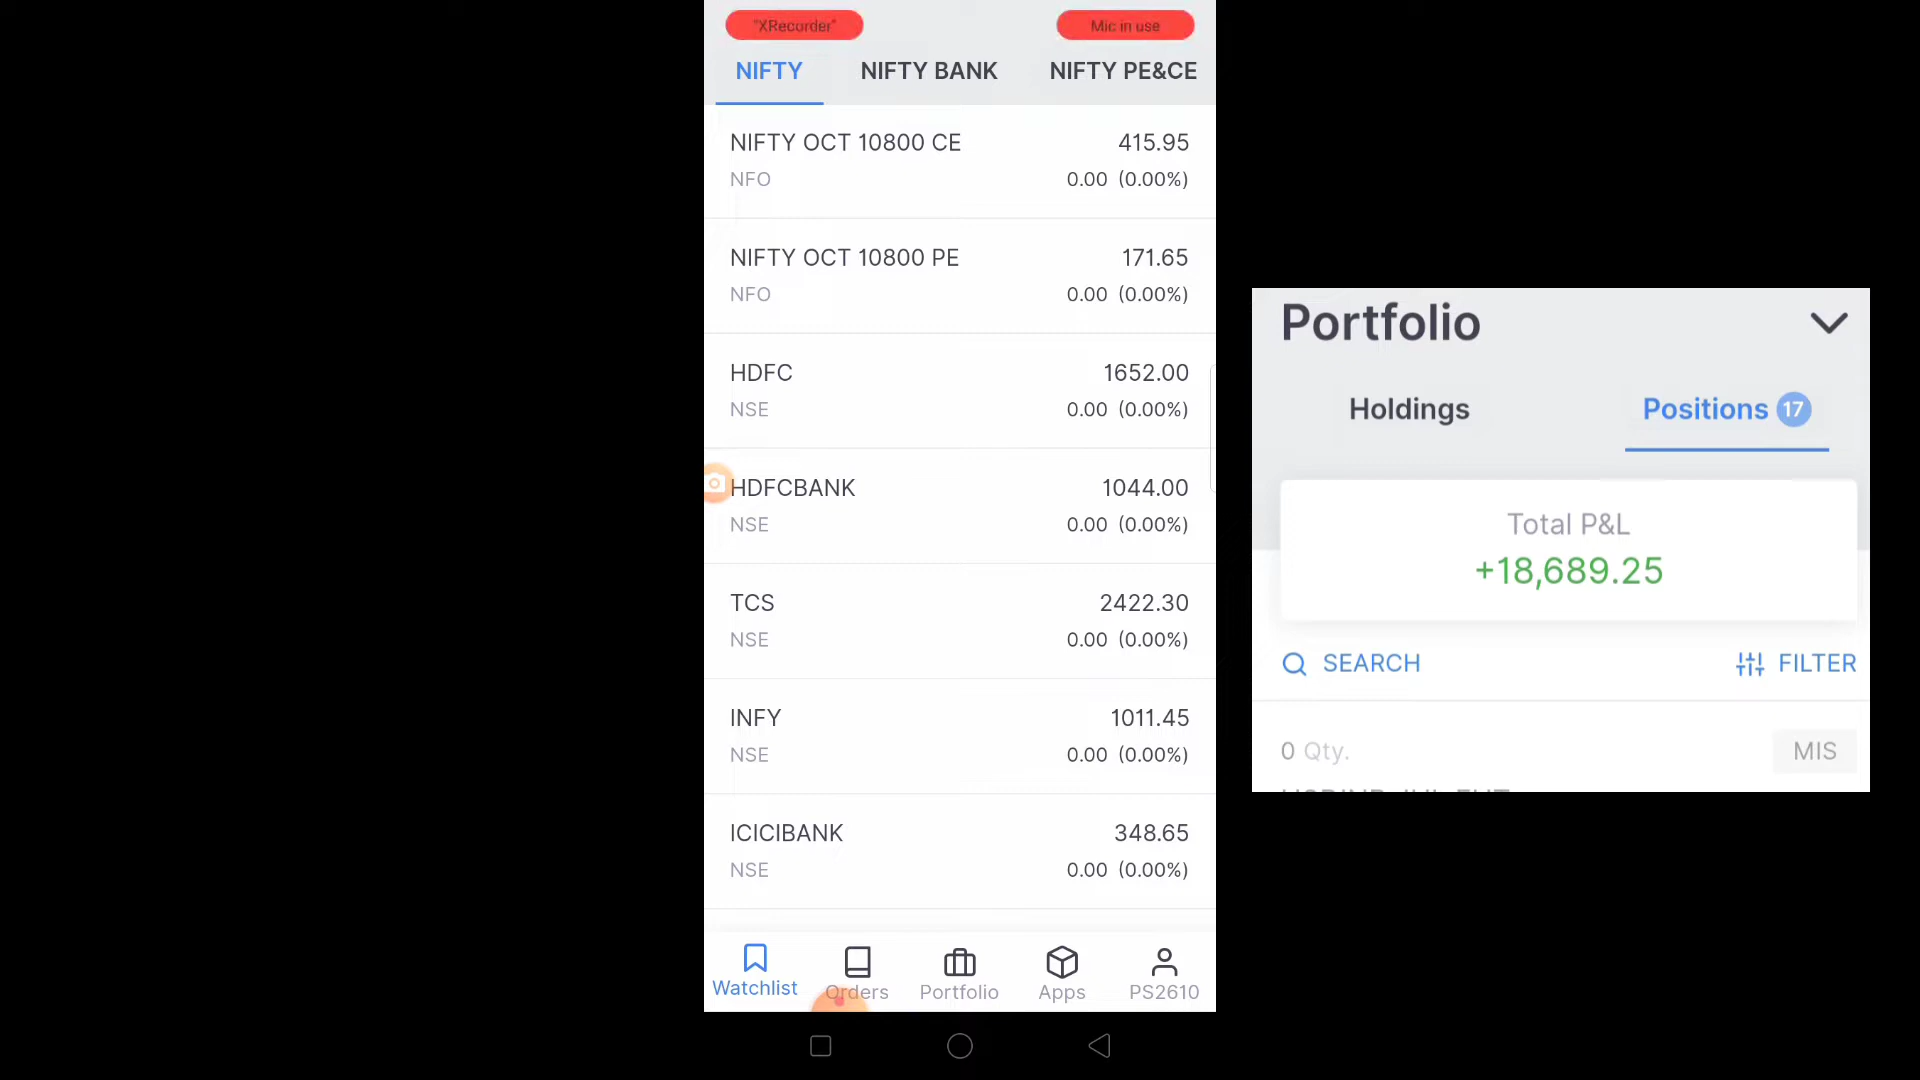 "XRecorder"
Mic in use
NIFTY
NIFTY BANK
NIFTY PE&CE
NIFTY OCT 10800 CE
415.95
NFO
0.00 (0.00%)
NIFTY OCT 10800 PE
171.65
NFO
0.00 (0.00%)
HDFC
1652.00
NSE
0.00 (0.00%)
HDFCBANK
1044.00
NSE
0.00 (0.00%)
TCS
2422.30
NSE
0.00 (0.00%)
INFY
1011.45
NSE
0.00 (0.00%)
ICICIBANK
348.65
NSE
0.00 (0.00%)
Watchlist
Orders
Portfolio
Apps
PS2610
Portfolio
Holdings
Positions 17
Total P&L
+18,689.25
SEARCH
FILTER
0 Qty.
MIS